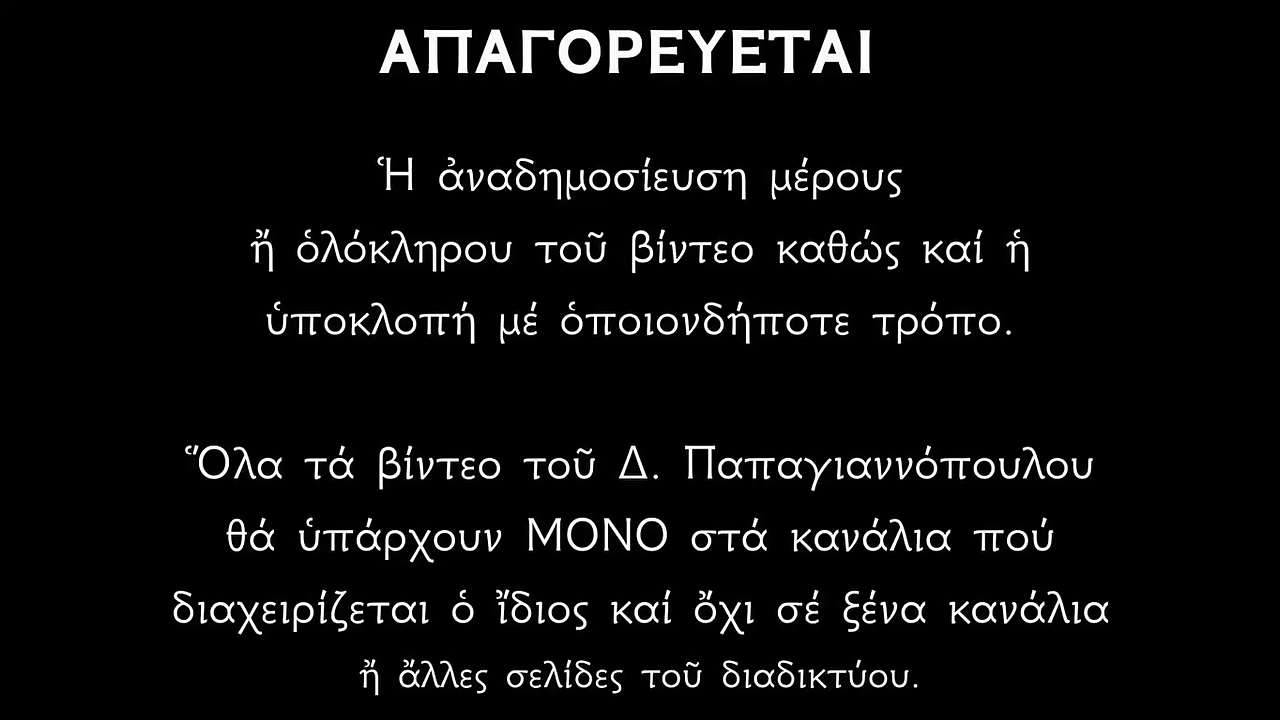 ΑΠΑΓΟΡΕΥΕΤΑΙ
Ἡ ἀναδημοσίευση μέρους
ἤ ὁλόκληρου τοῦ βίντεο καθώς καί ἡ
ὑποκλοπή μέ ὁποιονδήποτε τρόπο.
Ὅλα τά βίντεο τοῦ Δ. Παπαγιαννόπουλου
θά ὑπάρχουν ΜΟΝΟ στά κανάλια πού
διαχειρίζεται ὁ ἴδιος καί ὄχι σέ ξένα κανάλια
ἤ ἄλλες σελίδες τοῦ διαδικτύου.